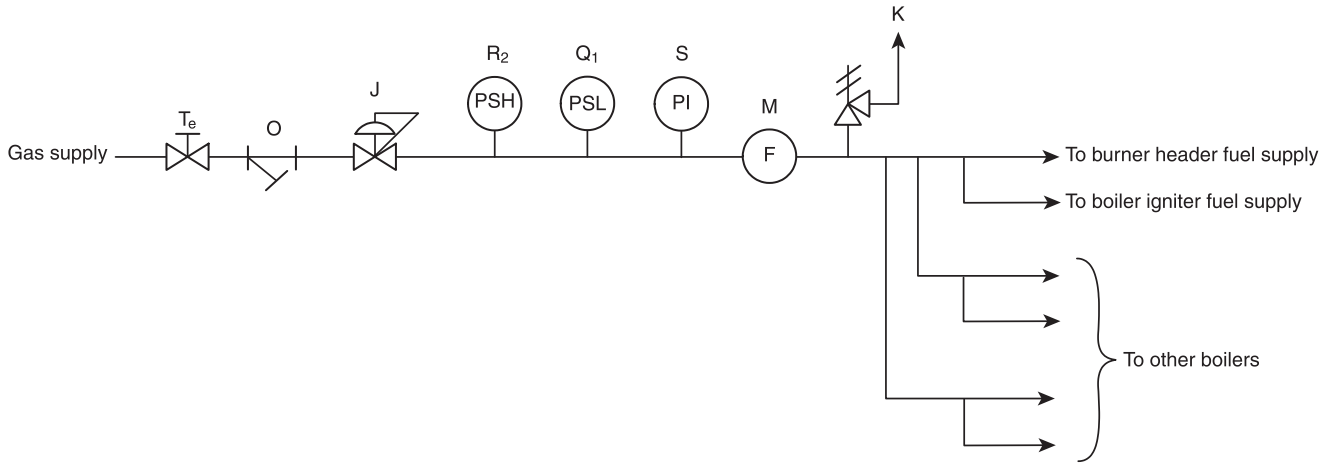 K
R₂ Q₁ S
J
PSH PSL PI
M
Tₑ O
Gas supply F To burner header fuel supply
To boiler igniter fuel supply
To other boilers